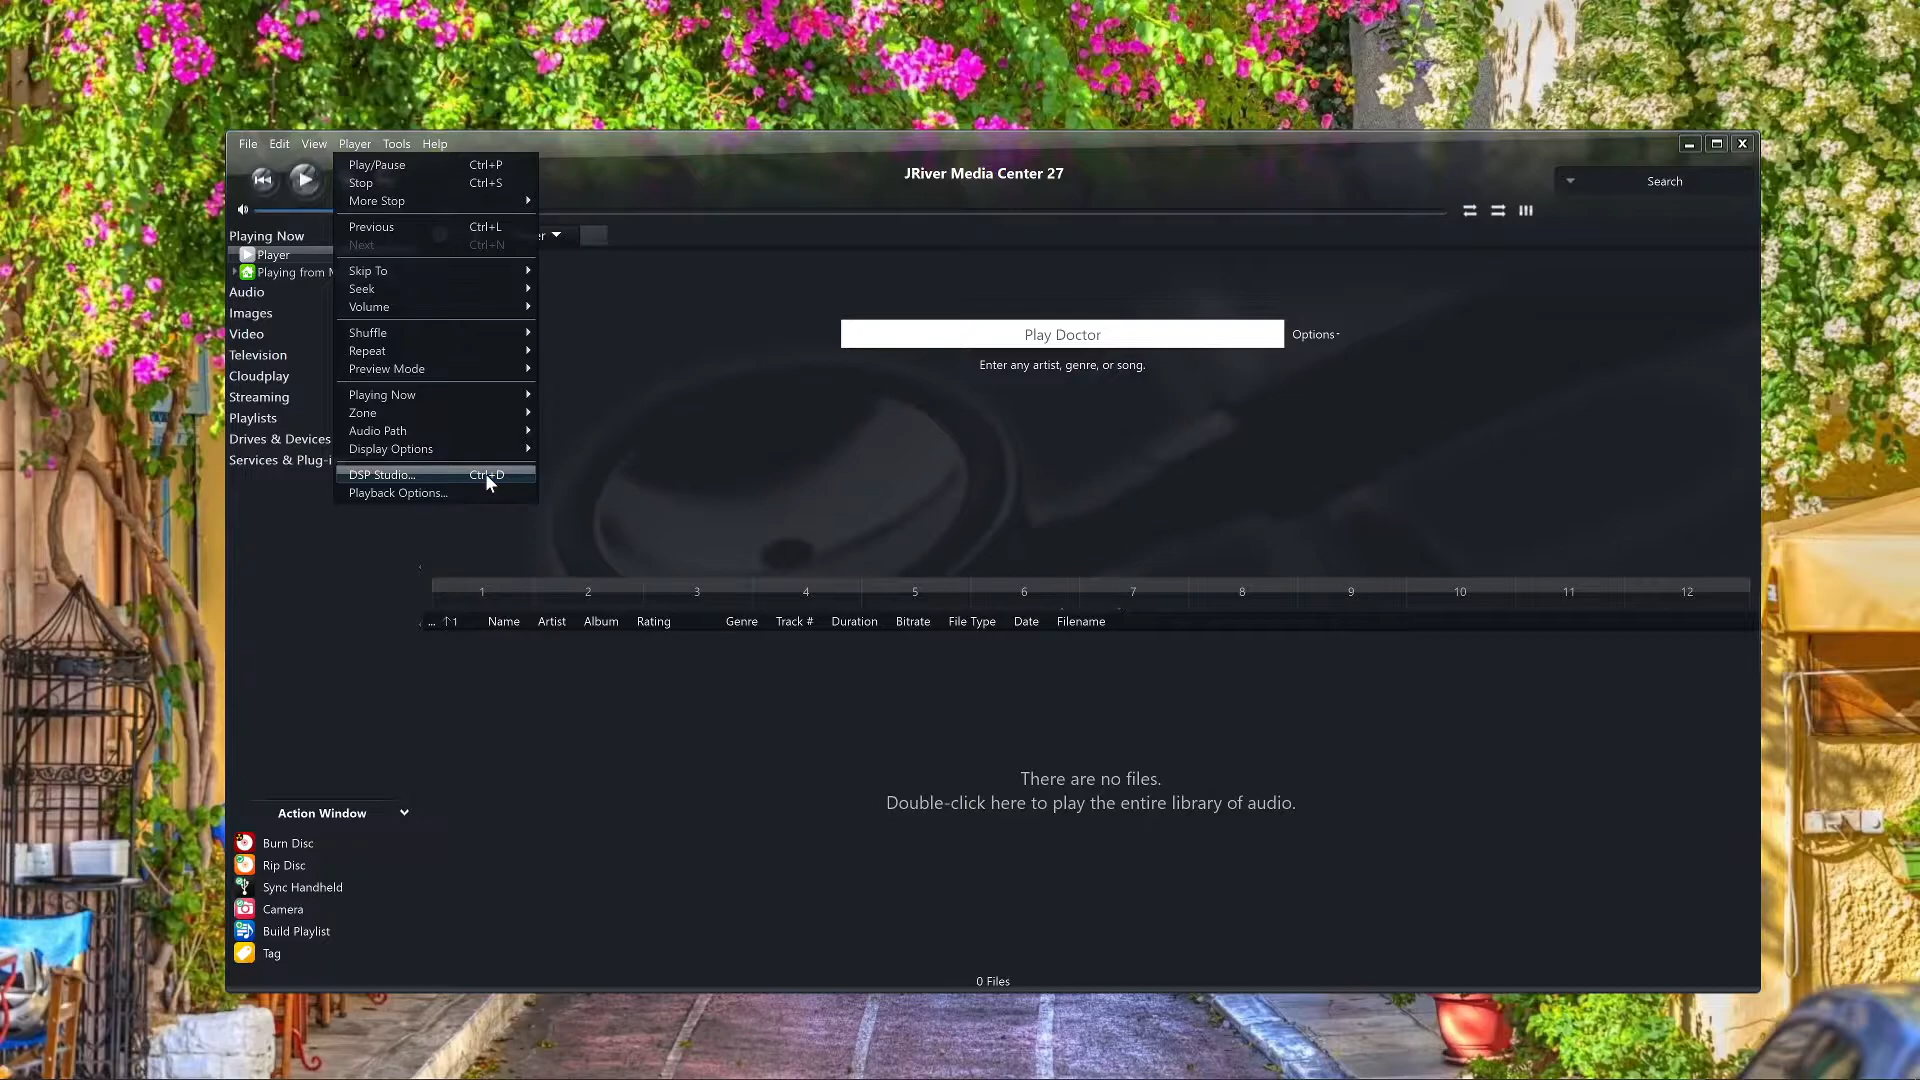 File Edit View Player Tools Help
JRiver Media Center 27
Search
Play/Pause Ctrl+P
Stop Ctrl+S
More Stop
Previous Ctrl+L
Next Ctrl+N
Skip To
Seek
Volume
Shuffle
Repeat
Preview Mode
Playing Now
Zone
Audio Path
Display Options
DSP Studio... Ctrl+D
Playback Options...
Playing Now
Player
Playing from M
Audio
Images
Video
Television
Cloudplay
Streaming
Playlists
Drives & Devices
Services & Plug-i
er
Play Doctor
Options
Enter any artist, genre, or song.
1 2 3 4 5 6 7 8 9 10 11 12
... ↑1 Name Artist Album Rating Genre Track # Duration Bitrate File Type Date Filename
There are no files.
Double-click here to play the entire library of audio.
Action Window
Burn Disc
Rip Disc
Sync Handheld
Camera
Build Playlist
Tag
0 Files